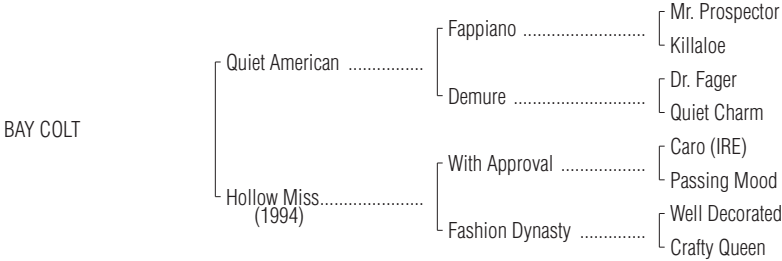 Mr. Prospector
Fappiano ..........................
Killaloe
Quiet American ................
Dr. Fager
Demure ............................
Quiet Charm
BAY COLT
Caro (IRE)
With Approval ..................
Passing Mood
Hollow Miss......................
(1994)
Well Decorated
Fashion Dynasty ..............
Crafty Queen